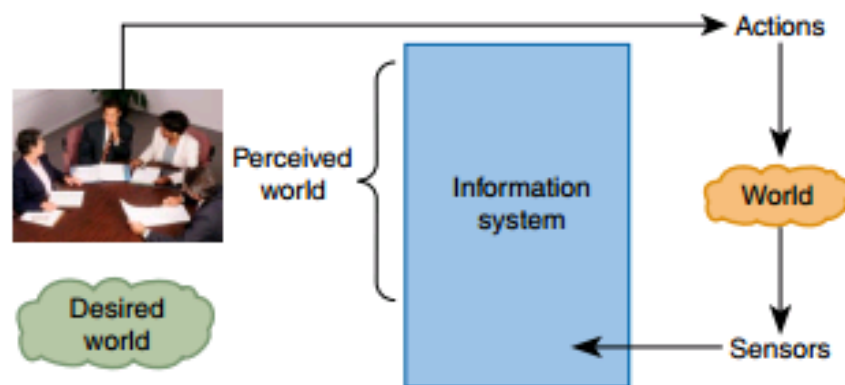 Actions
Perceived
world
Information
system
World
Desired
world
Sensors